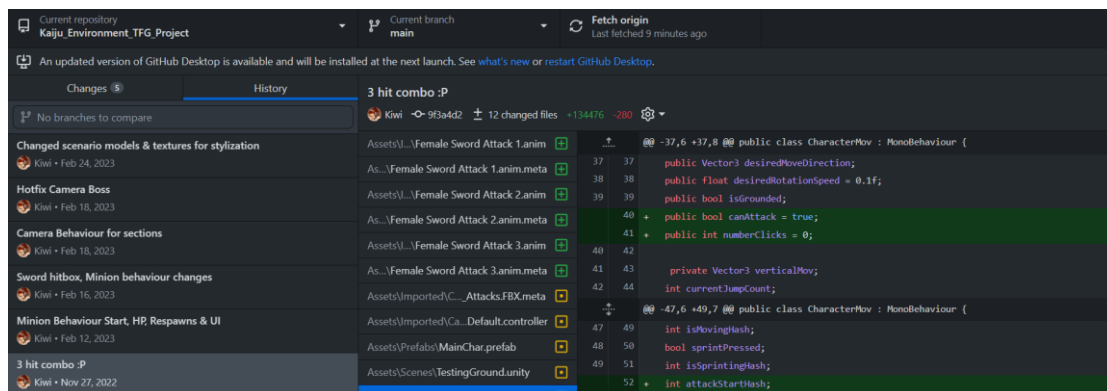 Current repository
Kaiju_Environment_TFG_Project
Current branch
main
Fetch origin
Last fetched 9 minutes ago
An updated version of GitHub Desktop is available and will be installed at the next launch. See what's new or restart GitHub Desktop.
Changes 5
History
No branches to compare
Changed scenario models & textures for stylization
Kiwi • Feb 24, 2023
Hotfix Camera Boss
Kiwi • Feb 18, 2023
Camera Behaviour for sections
Kiwi • Feb 18, 2023
Sword hitbox, Minion behaviour changes
Kiwi • Feb 16, 2023
Minion Behaviour Start, HP, Respawns & UI
Kiwi • Feb 12, 2023
3 hit combo :P
Kiwi • Nov 27, 2022
3 hit combo :P
Kiwi 9f3a4d2 12 changed files +134476 -280
Assets\I...\Female Sword Attack 1.anim
As...\Female Sword Attack 1.anim.meta
Assets\I...\Female Sword Attack 2.anim
As...\Female Sword Attack 2.anim.meta
Assets\I...\Female Sword Attack 3.anim
As...\Female Sword Attack 3.anim.meta
Assets\Imported\C..._Attacks.FBX.meta
Assets\Imported\Ca...Default.controller
Assets\Prefabs\MainChar.prefab
Assets\Scenes\TestingGround.unity
@@ -37,6 +37,8 @@ public class CharacterMov : MonoBehaviour {
37 37 public Vector3 desiredMoveDirection;
38 38 public float desiredRotationSpeed = 0.1f;
39 39 public bool isGrounded;
40 + public bool canAttack = true;
41 + public int numberClicks = 0;
40 42
41 43 private Vector3 verticalMov;
42 44 int currentJumpCount;
@@ -47,6 +49,7 @@ public class CharacterMov : MonoBehaviour {
47 49 int isMovingHash;
48 50 bool sprintPressed;
49 51 int isSprintingHash;
52 + int attackStartHash;